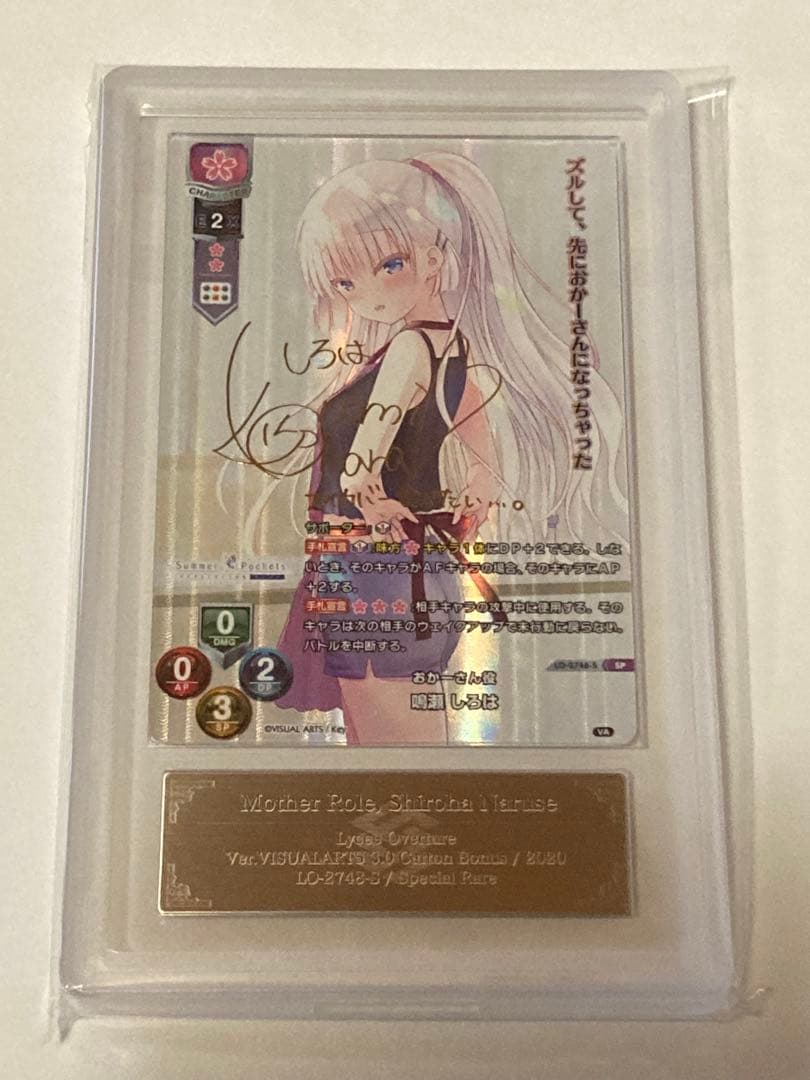 CHARACTER
EX 2
ズルして、先におかーさんになっちゃった
しろは
サポーター:
手札宣言 :味方 キャラ1体にDP+2できる。しな
いとき、そのキャラがAFキャラの場合、そのキャラにAP
+2する。
手札宣言 :相手キャラの攻撃中に使用する。その
キャラは次の相手のウェイクアップで未行動に戻らない。
バトルを中断する。
Summer Pockets
0
DMG
0
AP
2
DP
3
SP
LO-2748-S SP
おかーさん役
鳴瀬 しろは
©VISUAL ARTS / Key
VA
Mother Role, Shiroha Naruse
Lycee Overture
Ver.VISUALARTS 3.0 Carton Bonus / 2020
LO-2748-S / Special Rare